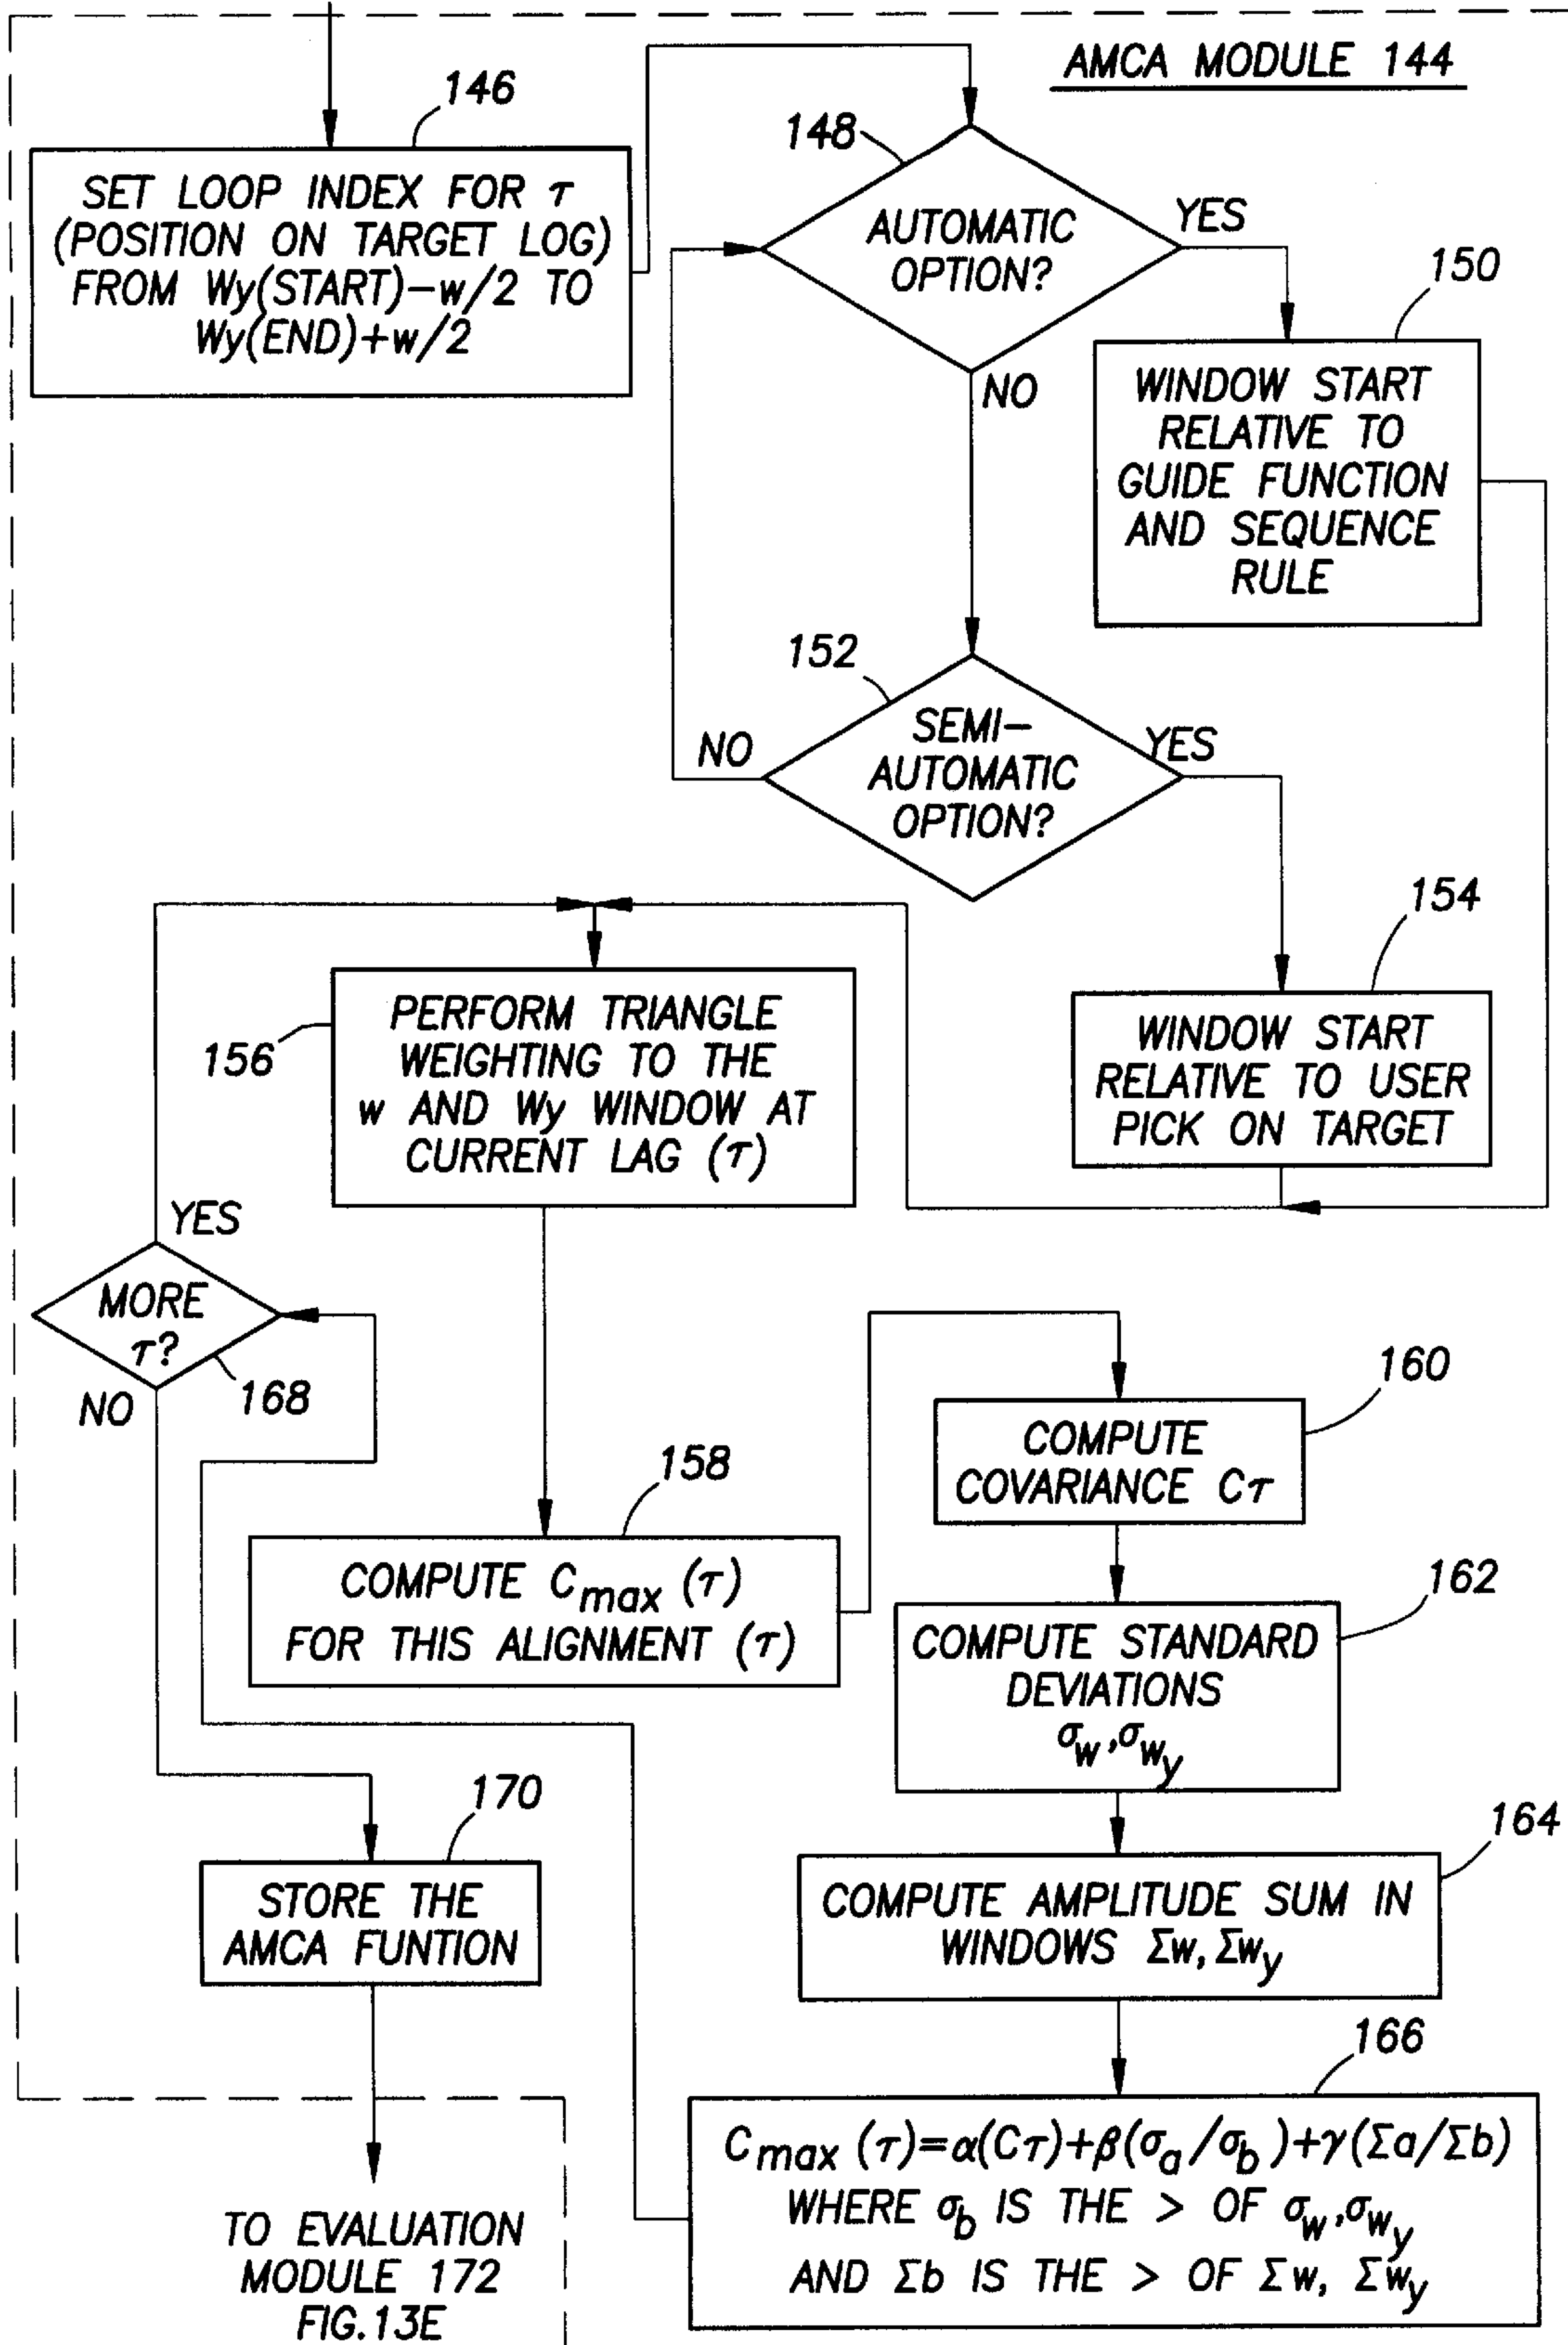 AMCA MODULE 144
146
SET LOOP INDEX FOR τ
(POSITION ON TARGET LOG)
FROM Wy(START)-w/2 TO
Wy(END)+w/2
148
AUTOMATIC
OPTION?
YES
NO
150
WINDOW START
RELATIVE TO
GUIDE FUNCTION
AND SEQUENCE
RULE
152
SEMI-
AUTOMATIC
OPTION?
NO
YES
154
WINDOW START
RELATIVE TO USER
PICK ON TARGET
156
PERFORM TRIANGLE
WEIGHTING TO THE
w AND Wy WINDOW AT
CURRENT LAG (τ)
YES
MORE
τ?
168
NO
158
COMPUTE Cmax (τ)
FOR THIS ALIGNMENT (τ)
160
COMPUTE
COVARIANCE Cτ
162
COMPUTE STANDARD
DEVIATIONS
σw,σwy
164
COMPUTE AMPLITUDE SUM IN
WINDOWS Σw, Σwy
166
Cmax (τ)=α(Cτ)+β(σa/σb)+γ(Σa/Σb)
WHERE σb IS THE > OF σw,σwy
AND Σb IS THE > OF Σw, Σwy
170
STORE THE
AMCA FUNTION
TO EVALUATION
MODULE 172
FIG.13E